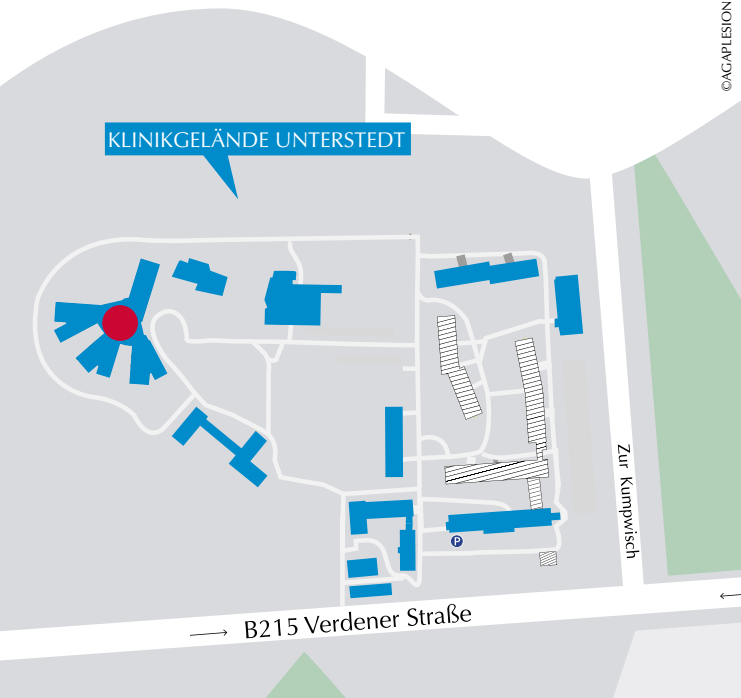 ©AGAPLESION
KLINIKGELÄNDE UNTERSTEDT
Zur Kumpwisch
P
B215 Verdener Straße